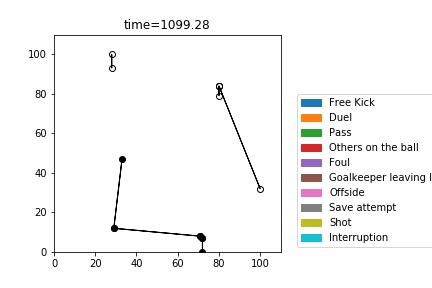 time=1099.28
100
80
60
40
20
0
0 20 40 60 80 100
Free Kick
Duel
Pass
Others on the ball
Foul
Goalkeeper leaving l
Offside
Save attempt
Shot
Interruption